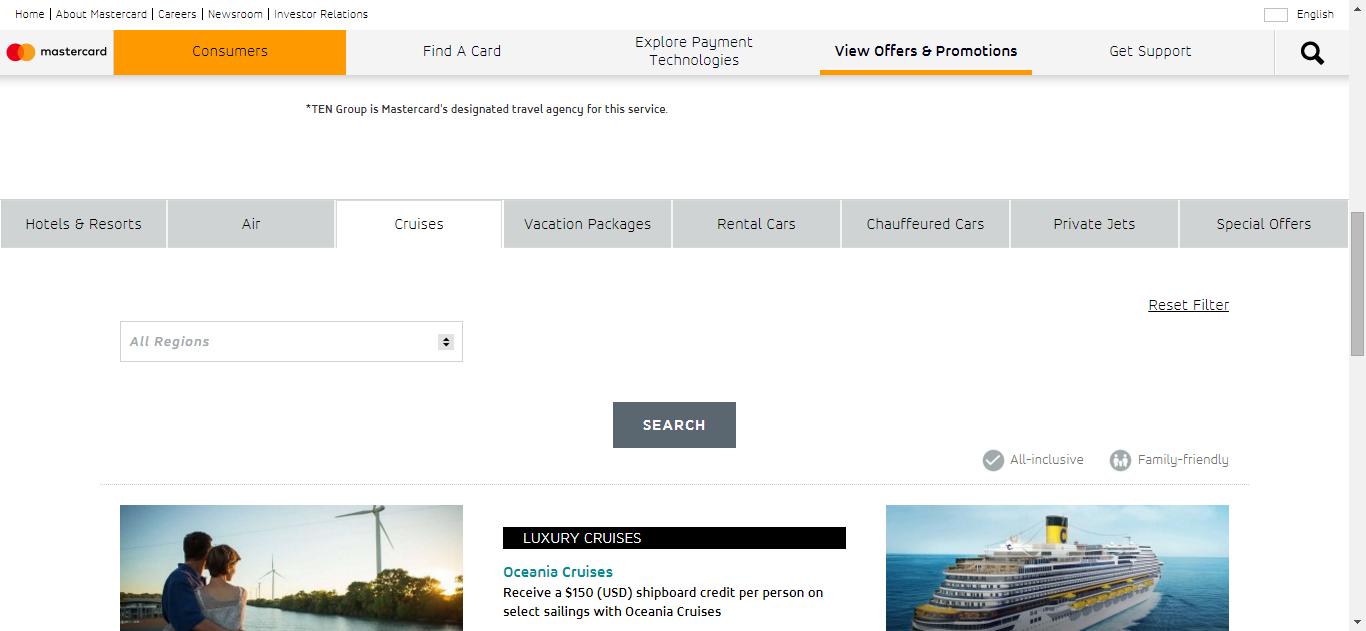 Home | About Mastercard | Careers | Newsroom | Investor Relations
English
mastercard
Consumers
Find A Card
Explore Payment
Technologies
View Offers & Promotions
Get Support
*TEN Group is Mastercard's designated travel agency for this service.
Hotels & Resorts
Air
Cruises
Vacation Packages
Rental Cars
Chauffeured Cars
Private Jets
Special Offers
Reset Filter
All Regions
SEARCH
All-inclusive
Family-friendly
LUXURY CRUISES
Oceania Cruises
Receive a $150 (USD) shipboard credit per person on
select sailings with Oceania Cruises